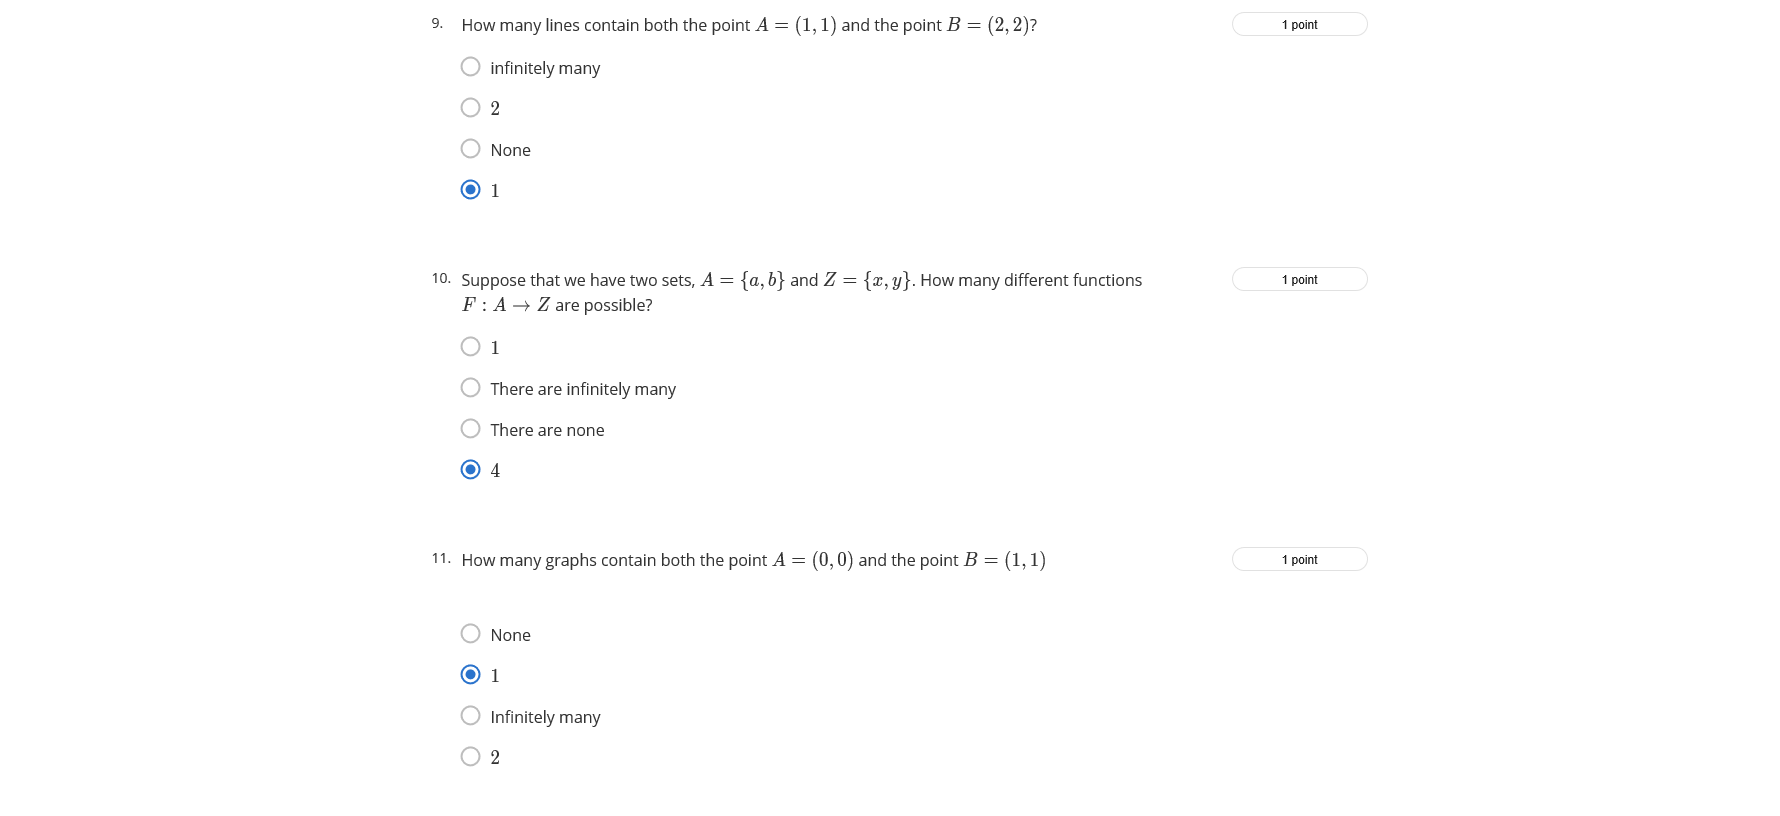 9. How many lines contain both the point A = (1, 1) and the point B = (2, 2)? 1 point
infinitely many
2
None
1
10. Suppose that we have two sets, A = {a, b} and Z = {x, y}. How many different functions 1 point
F : A → Z are possible?
1
There are infinitely many
There are none
4
11. How many graphs contain both the point A = (0, 0) and the point B = (1, 1) 1 point
None
1
Infinitely many
2